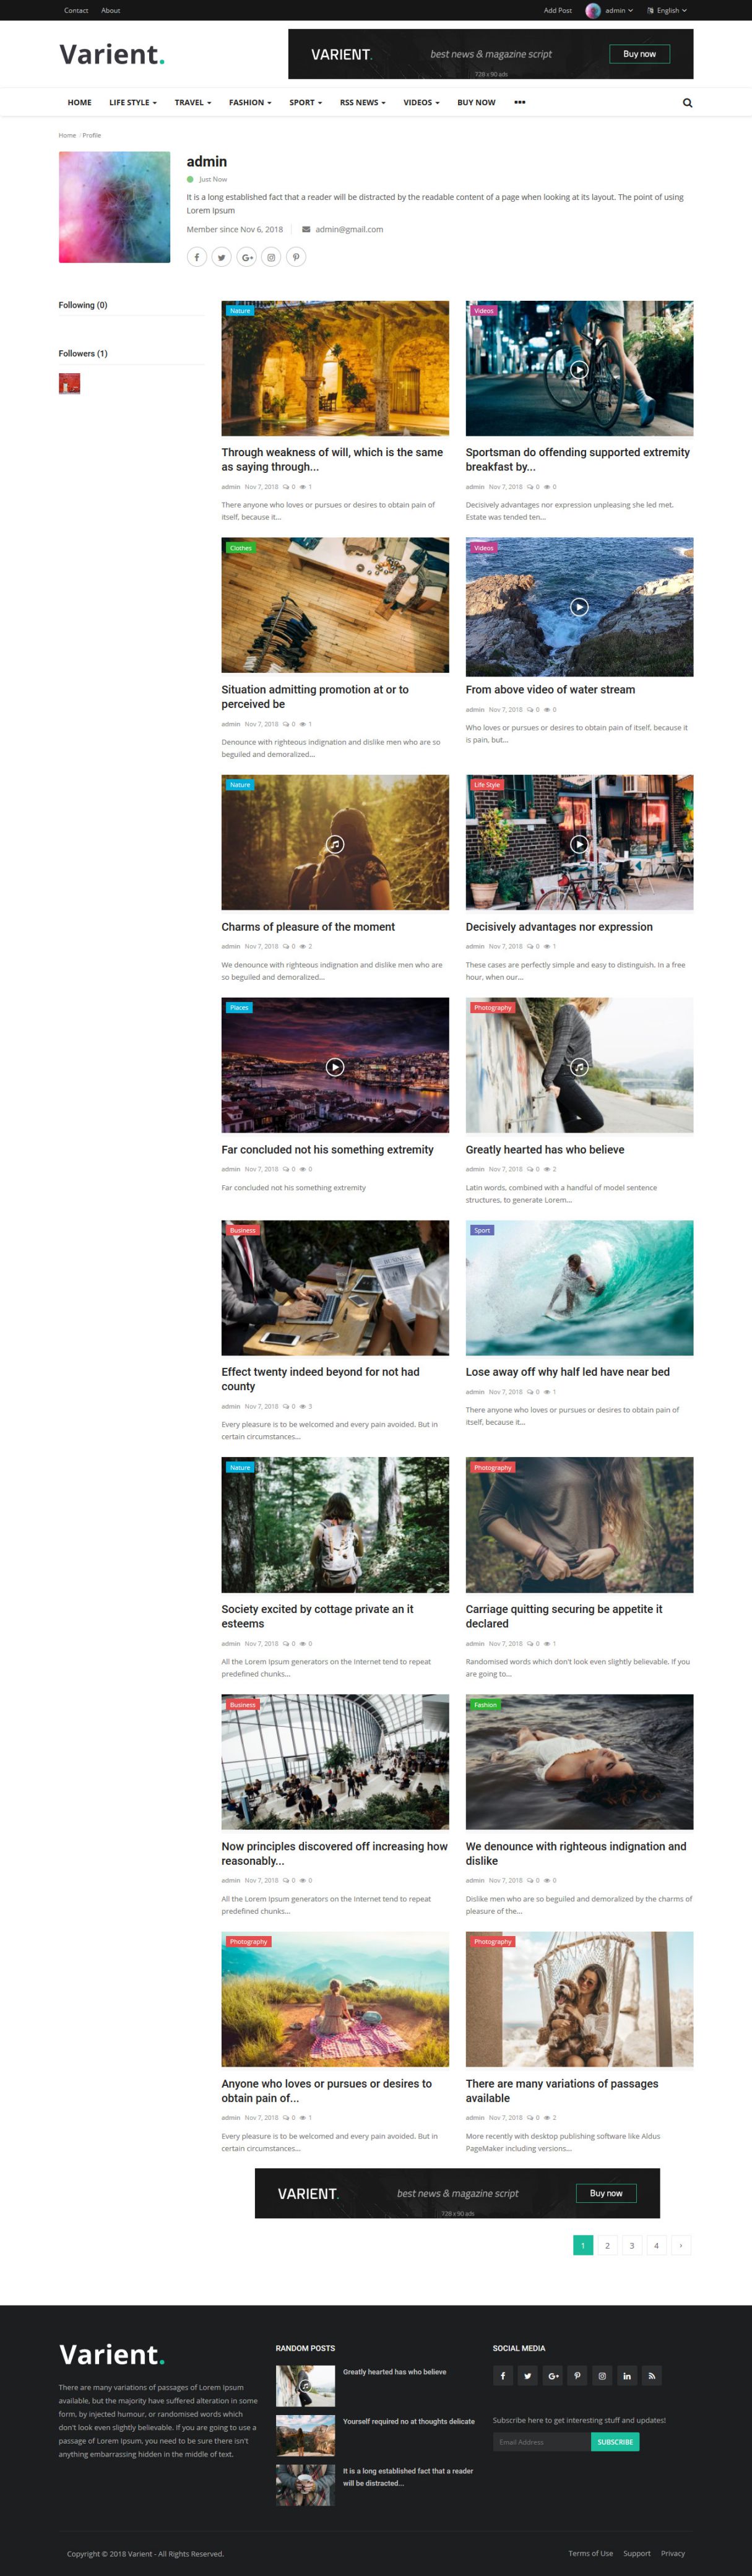 Contact About Add Post admin English
Varient.
VARIENT. best news & magazine script Buy now
728 x 90 ads
HOME LIFE STYLE TRAVEL FASHION SPORT RSS NEWS VIDEOS BUY NOW
Home Profile
admin
Just Now
It is a long established fact that a reader will be distracted by the readable content of a page when looking at its layout. The point of using
Lorem Ipsum
Member since Nov 6, 2018 admin@gmail.com
Following (0)
Followers (1)
Nature
Through weakness of will, which is the same
as saying through...
admin Nov 7, 2018 0 1
There anyone who loves or pursues or desires to obtain pain of
itself, because it...
Videos
Sportsman do offending supported extremity
breakfast by...
admin Nov 7, 2018 0 0
Decisively advantages nor expression unpleasing she led met.
Estate was tended ten...
Clothes
Situation admitting promotion at or to
perceived be
admin Nov 7, 2018 0 1
Denounce with righteous indignation and dislike men who are so
beguiled and demoralized...
Videos
From above video of water stream
admin Nov 7, 2018 0 0
Who loves or pursues or desires to obtain pain of itself, because it
is pain, but...
Nature
Charms of pleasure of the moment
admin Nov 7, 2018 0 2
We denounce with righteous indignation and dislike men who are
so beguiled and demoralized...
Life Style
Decisively advantages nor expression
admin Nov 7, 2018 0 1
These cases are perfectly simple and easy to distinguish. In a free
hour, when our...
Places
Far concluded not his something extremity
admin Nov 7, 2018 0 0
Far concluded not his something extremity
Photography
Greatly hearted has who believe
admin Nov 7, 2018 0 2
Latin words, combined with a handful of model sentence
structures, to generate Lorem...
Business
Effect twenty indeed beyond for not had
county
admin Nov 7, 2018 0 3
Every pleasure is to be welcomed and every pain avoided. But in
certain circumstances...
Sport
Lose away off why half led have near bed
admin Nov 7, 2018 0 1
There anyone who loves or pursues or desires to obtain pain of
itself, because it...
Nature
Society excited by cottage private an it
esteems
admin Nov 7, 2018 0 0
All the Lorem Ipsum generators on the Internet tend to repeat
predefined chunks...
Photography
Carriage quitting securing be appetite it
declared
admin Nov 7, 2018 0 1
Randomised words which don't look even slightly believable. If you
are going to...
Business
Now principles discovered off increasing how
reasonably...
admin Nov 7, 2018 0 0
All the Lorem Ipsum generators on the Internet tend to repeat
predefined chunks...
Fashion
We denounce with righteous indignation and
dislike
admin Nov 7, 2018 0 0
Dislike men who are so beguiled and demoralized by the charms of
pleasure of the...
Photography
Anyone who loves or pursues or desires to
obtain pain of...
admin Nov 7, 2018 0 1
Every pleasure is to be welcomed and every pain avoided. But in
certain circumstances...
Photography
There are many variations of passages
available
admin Nov 7, 2018 0 2
More recently with desktop publishing software like Aldus
PageMaker including versions...
VARIENT. best news & magazine script Buy now
728 x 90 ads
1 2 3 4 ›
Varient.
There are many variations of passages of Lorem Ipsum
available, but the majority have suffered alteration in some
form, by injected humour, or randomised words which
don't look even slightly believable. If you are going to use a
passage of Lorem Ipsum, you need to be sure there isn't
anything embarrassing hidden in the middle of text.
RANDOM POSTS
Greatly hearted has who believe
Yourself required no at thoughts delicate
It is a long established fact that a reader
will be distracted...
SOCIAL MEDIA
Subscribe here to get interesting stuff and updates!
Email Address SUBSCRIBE
Copyright © 2018 Varient - All Rights Reserved.
Terms of Use Support Privacy